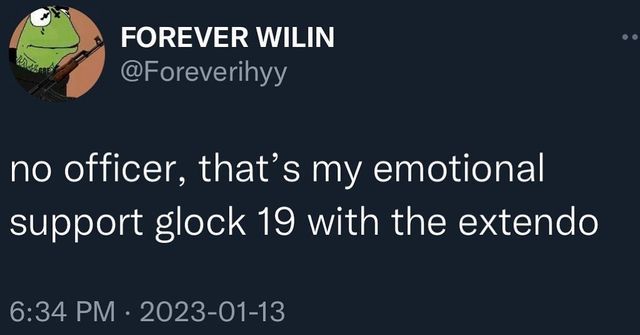 FOREVER WILIN
@Foreverihyy
no officer, that’s my emotional
support glock 19 with the extendo
6:34 PM · 2023-01-13